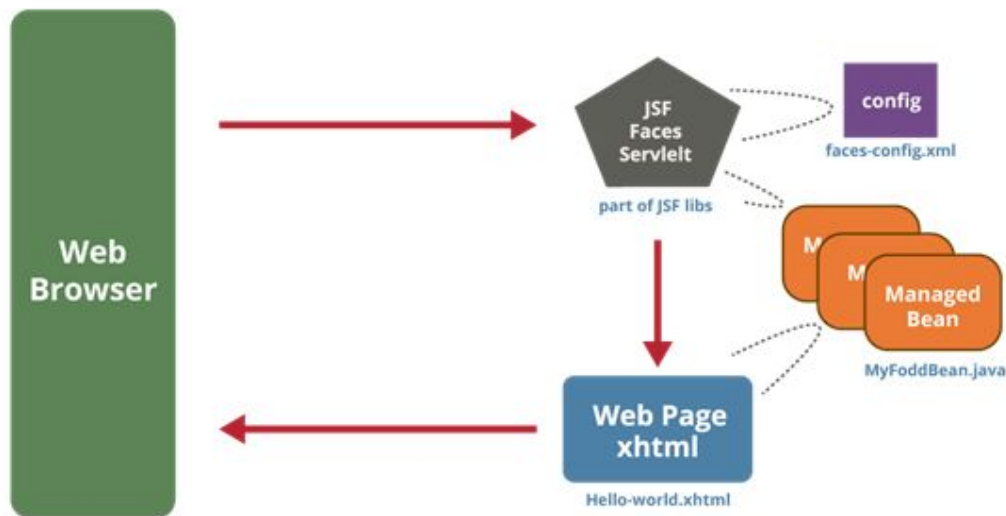 Web
Browser
JSF
Faces
Servlelt
part of JSF libs
config
faces-config.xml
M
M
Managed
Bean
MyFoddBean.java
Web Page
xhtml
Hello-world.xhtml